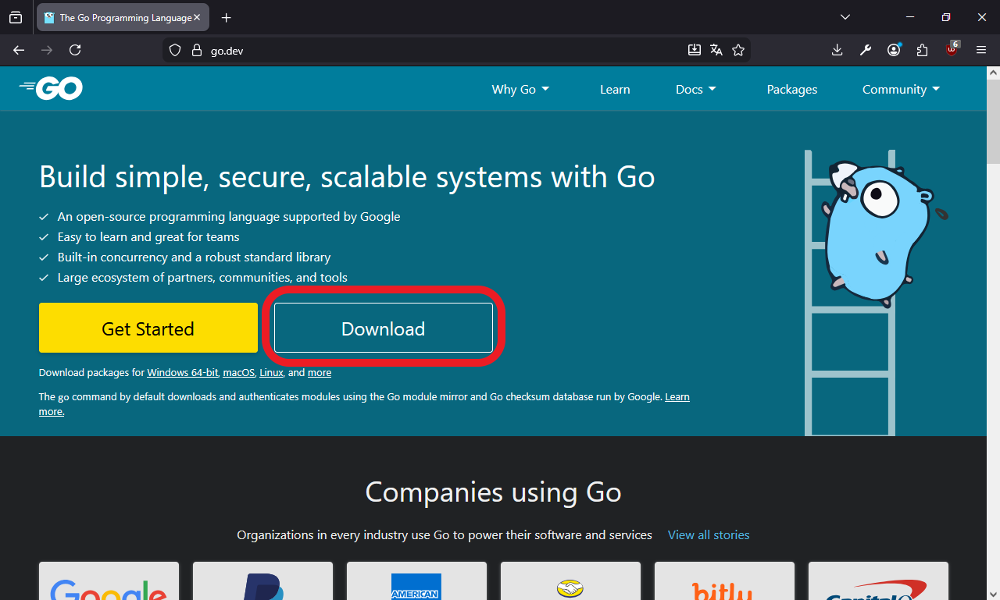 The Go Programming Language
go.dev
6
GO
Why Go
Learn
Docs
Packages
Community
Build simple, secure, scalable systems with Go
An open-source programming language supported by Google
Easy to learn and great for teams
Built-in concurrency and a robust standard library
Large ecosystem of partners, communities, and tools
Get Started
Download
Download packages for Windows 64-bit, macOS, Linux, and more
The go command by default downloads and authenticates modules using the Go module mirror and Go checksum database run by Google. Learn
more.
Companies using Go
Organizations in every industry use Go to power their software and services
View all stories
Google
AMERICAN
bitly
Capital